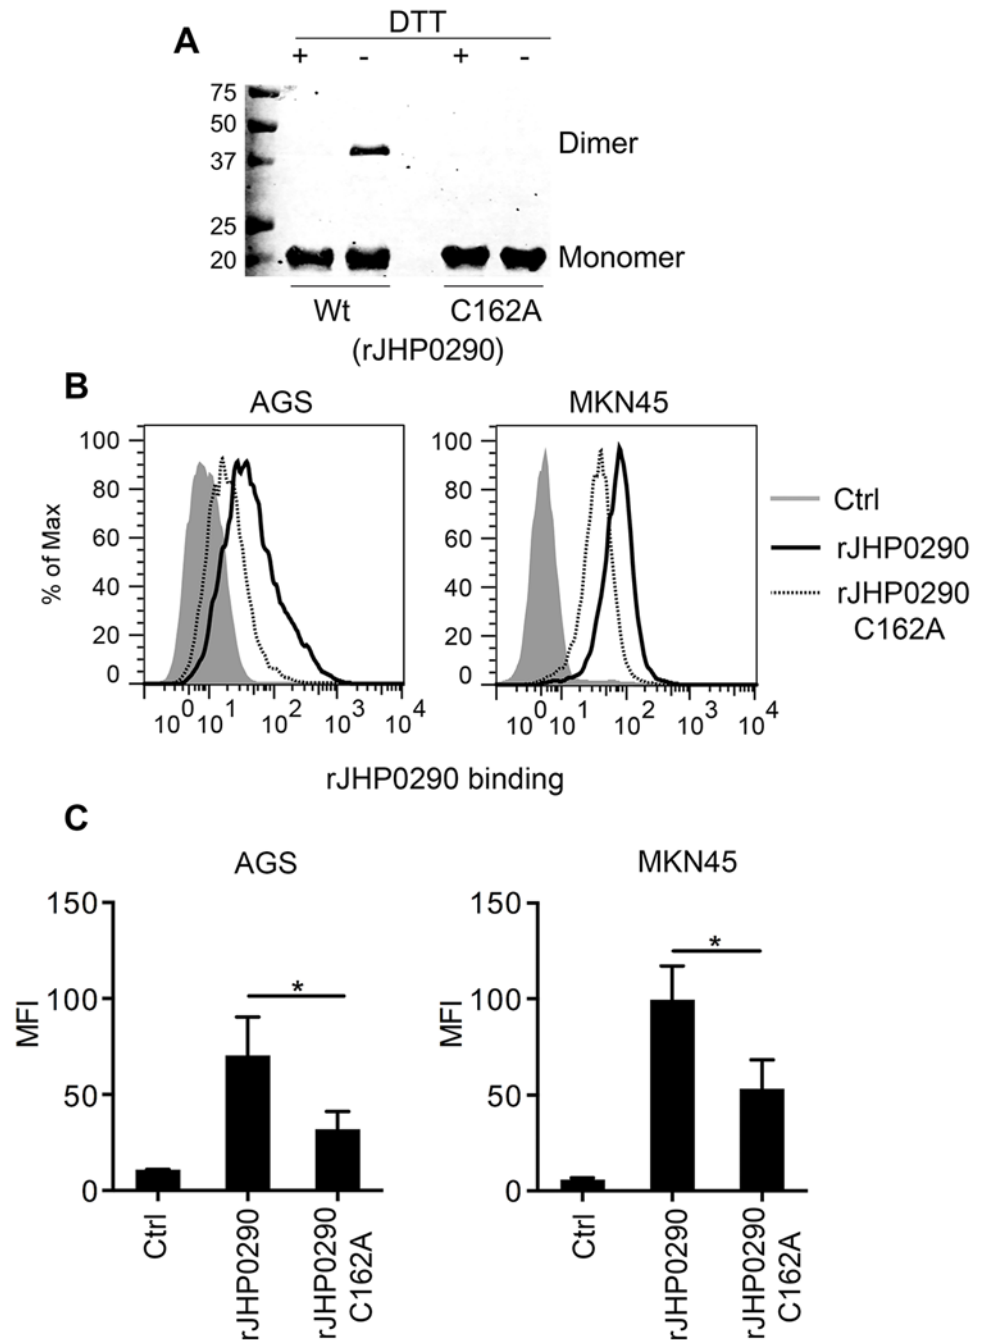 A
DTT
+ - + -
75
50
37
25
20
Dimer
Monomer
Wt C162A
(rJHP0290)
B
AGS MKN45
% of Max
100
80
60
40
20
0
10^0 10^1 10^2 10^3 10^4
100
80
60
40
20
0
10^0 10^1 10^2 10^3 10^4
rJHP0290 binding
Ctrl
rJHP0290
rJHP0290
C162A
C
AGS
MFI
150
100
50
0
*
Ctrl
rJHP0290
rJHP0290
C162A
MKN45
MFI
150
100
50
0
*
Ctrl
rJHP0290
rJHP0290
C162A